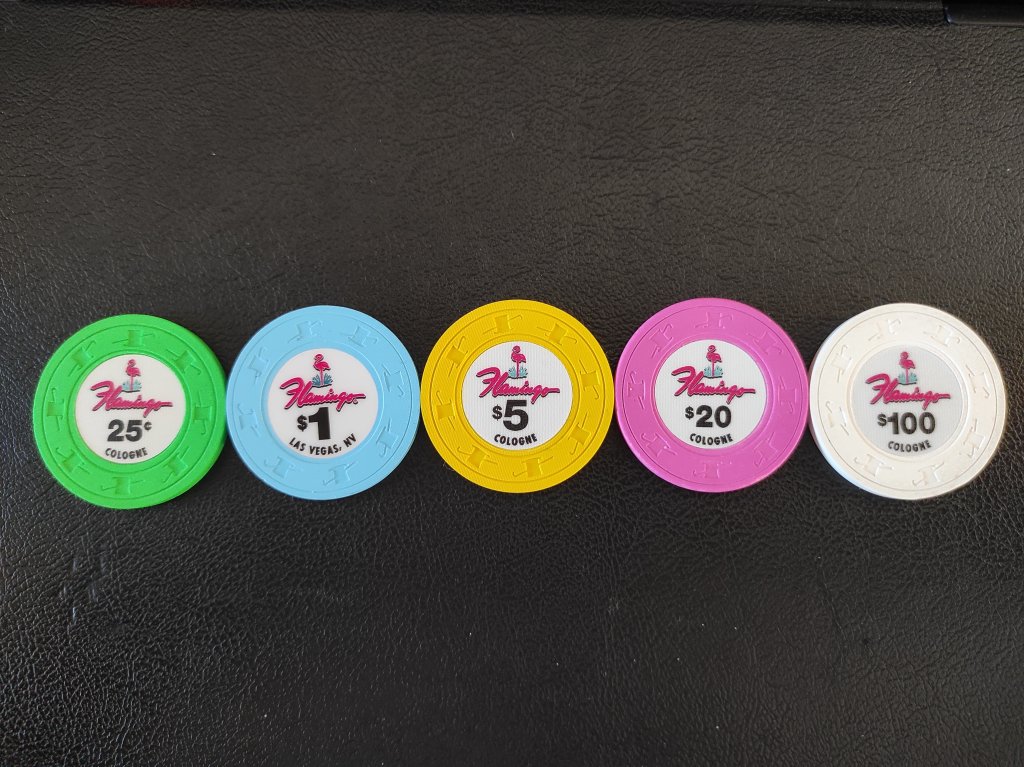 Flamingo
25¢
COLOGNE
Flamingo
$1
LAS VEGAS, NV
Flamingo
$5
COLOGNE
Flamingo
$20
COLOGNE
Flamingo
$100
COLOGNE